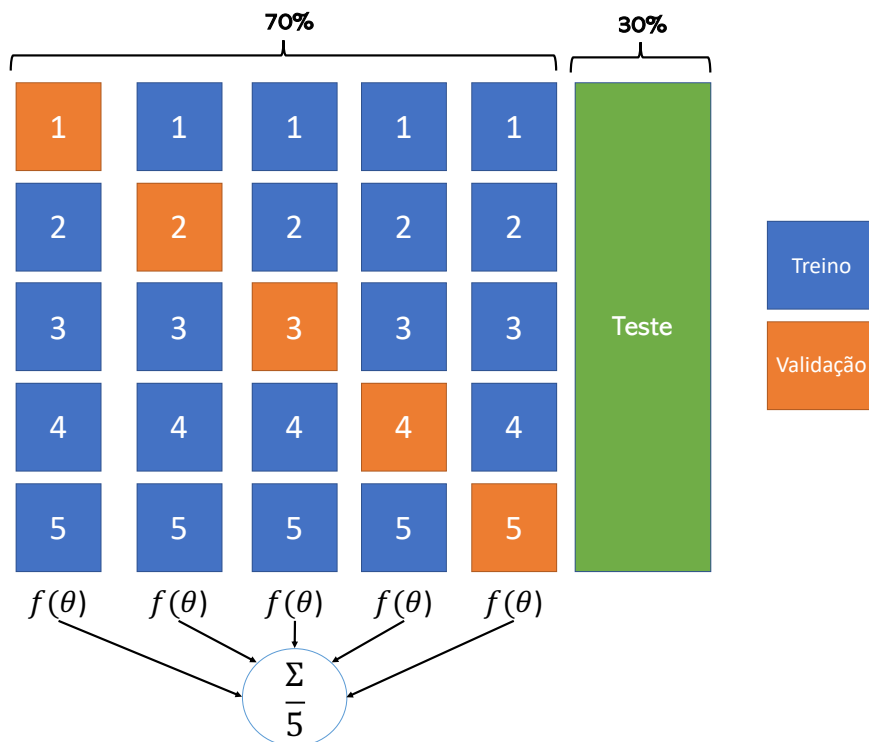 70%
30%
1 1 1 1 1
2 2 2 2 2
3 3 3 3 3
4 4 4 4 4
5 5 5 5 5
Teste
Treino
Validação
f(θ) f(θ) f(θ) f(θ) f(θ)
Σ
5